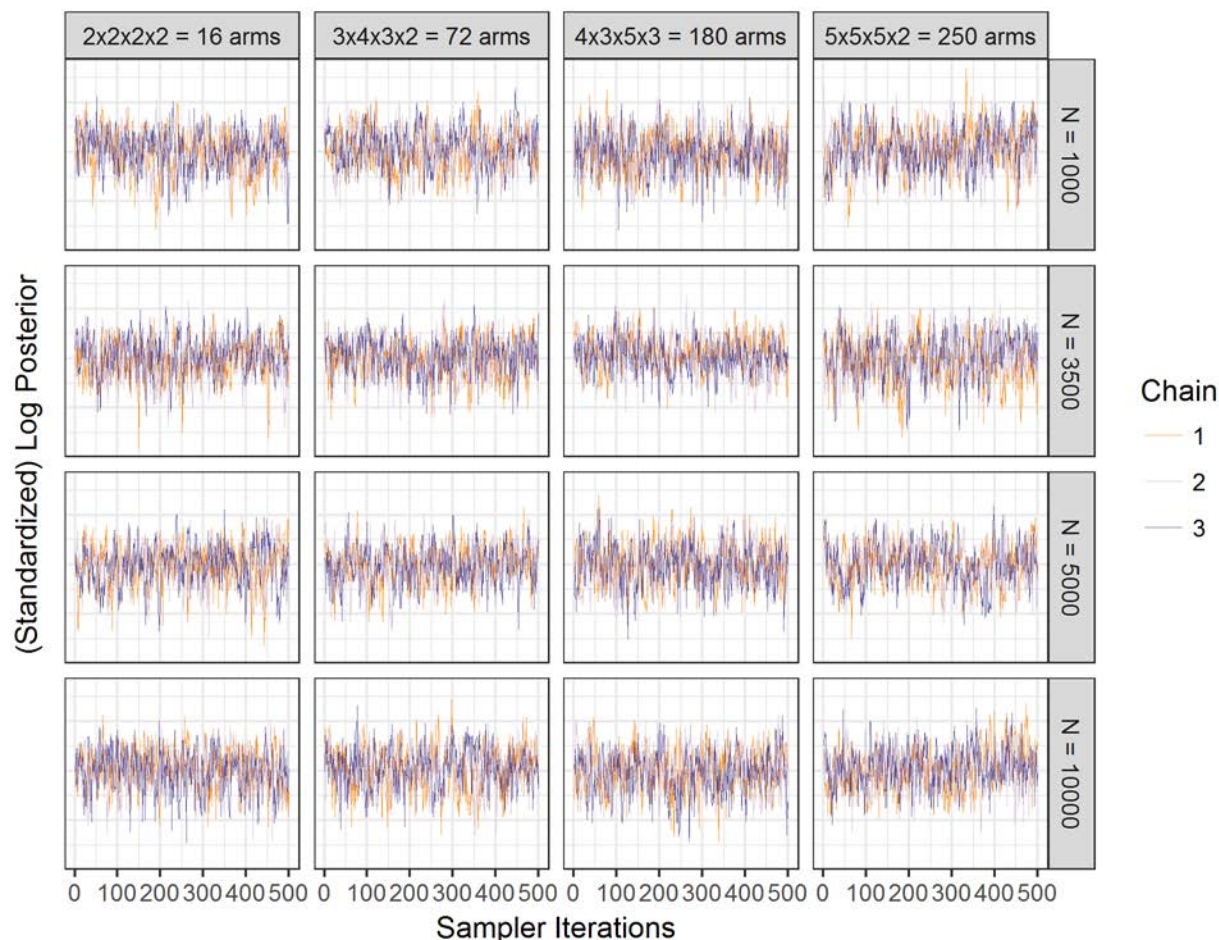 2x2x2x2 = 16 arms
3x4x3x2 = 72 arms
4x3x5x3 = 180 arms
5x5x5x2 = 250 arms
N = 1000
N = 3500
N = 5000
N = 10000
(Standardized) Log Posterior
Chain
1
2
3
0 100 200 300 400 500 0 100 200 300 400 500 0 100 200 300 400 500 0 100 200 300 400 500
Sampler Iterations